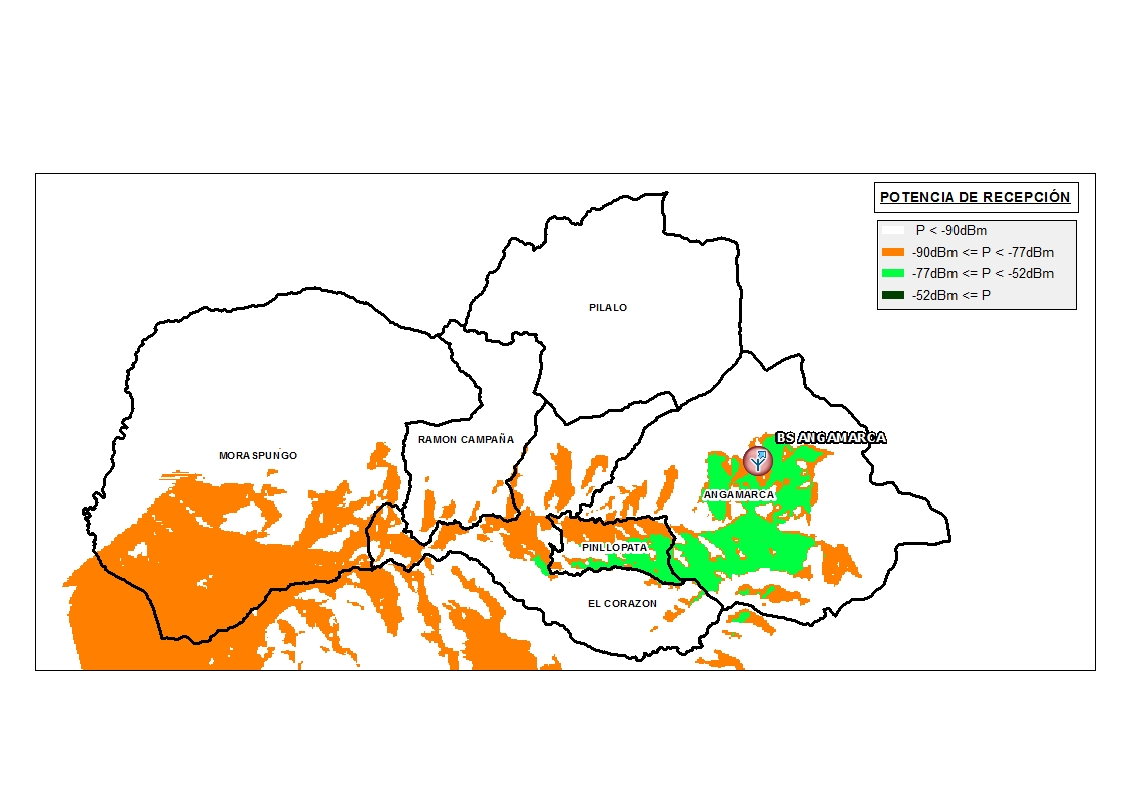 POTENCIA DE RECEPCIÓN
P < -90dBm
-90dBm <= P < -77dBm
-77dBm <= P < -52dBm
-52dBm <= P
PILALO
RAMON CAMPAÑA
BS ANGAMARCA
MORASPUNGO
ANGAMARCA
PINLLOPATA
EL CORAZON